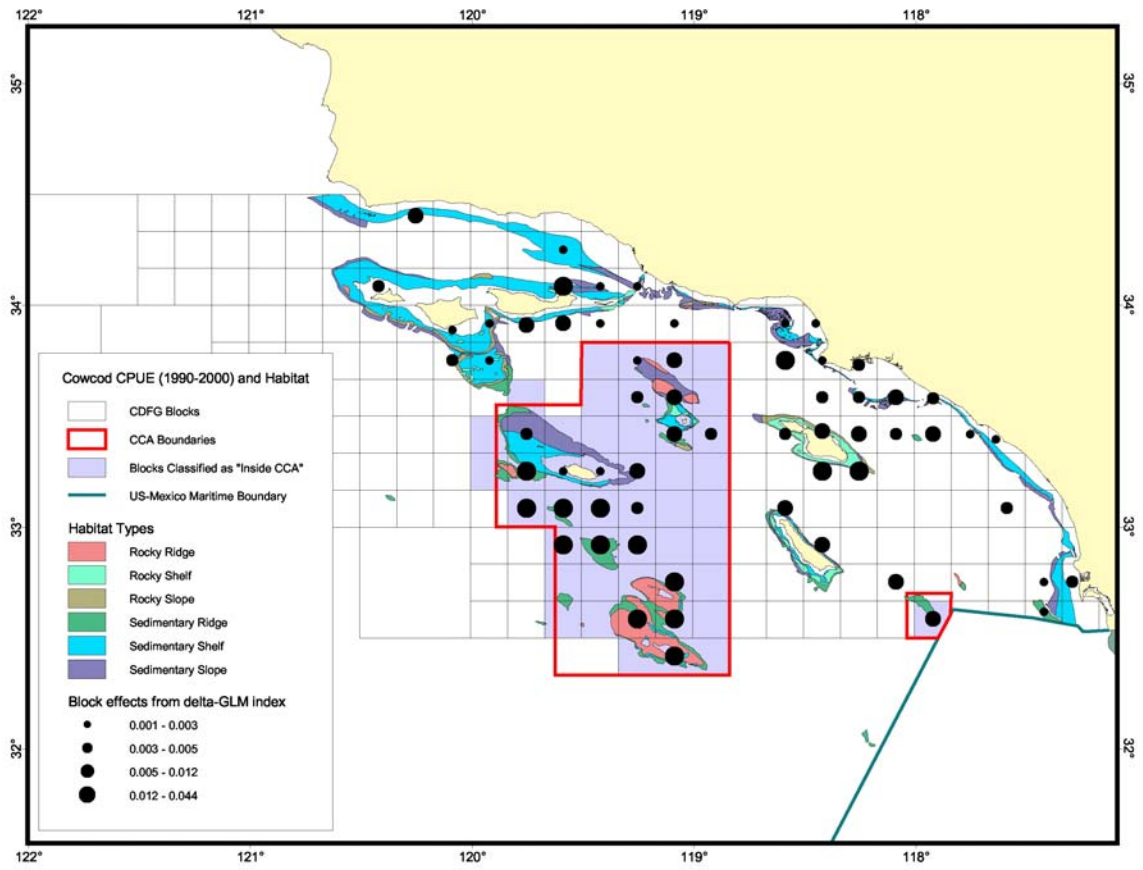 122° 121° 120° 119° 118°
35° 35°
34° 34°
33° 33°
32° 32°
122° 121° 120° 119° 118°
Cowcod CPUE (1990-2000) and Habitat
CDFG Blocks
CCA Boundaries
Blocks Classified as "Inside CCA"
US-Mexico Maritime Boundary
Habitat Types
Rocky Ridge
Rocky Shelf
Rocky Slope
Sedimentary Ridge
Sedimentary Shelf
Sedimentary Slope
Block effects from delta-GLM index
0.001 - 0.003
0.003 - 0.005
0.005 - 0.012
0.012 - 0.044